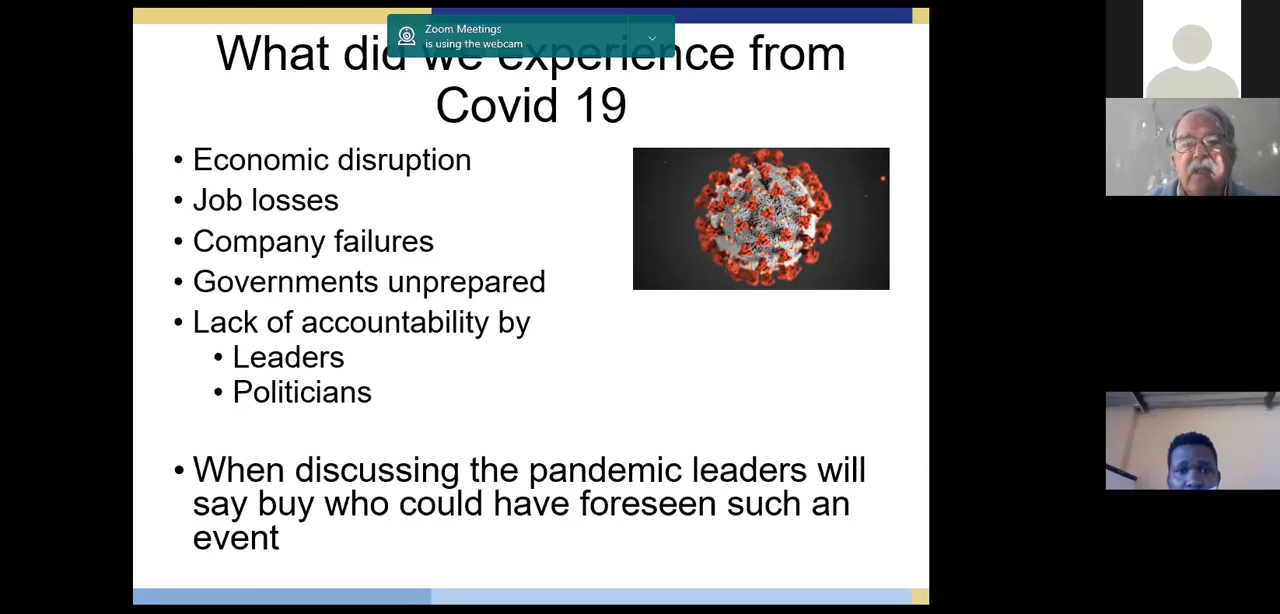 Zoom Meetings
is using the webcam
What did we experience from
Covid 19
• Economic disruption
• Job losses
• Company failures
• Governments unprepared
• Lack of accountability by
• Leaders
• Politicians
• When discussing the pandemic leaders will
say buy who could have foreseen such an
event